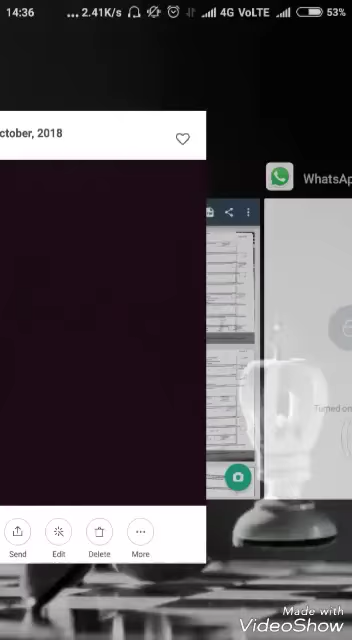 14:36 ... 2.41K/s 4G VoLTE 53%
ctober, 2018
WhatsAp
Turned on
Send Edit Delete More
Made with
VideoShow